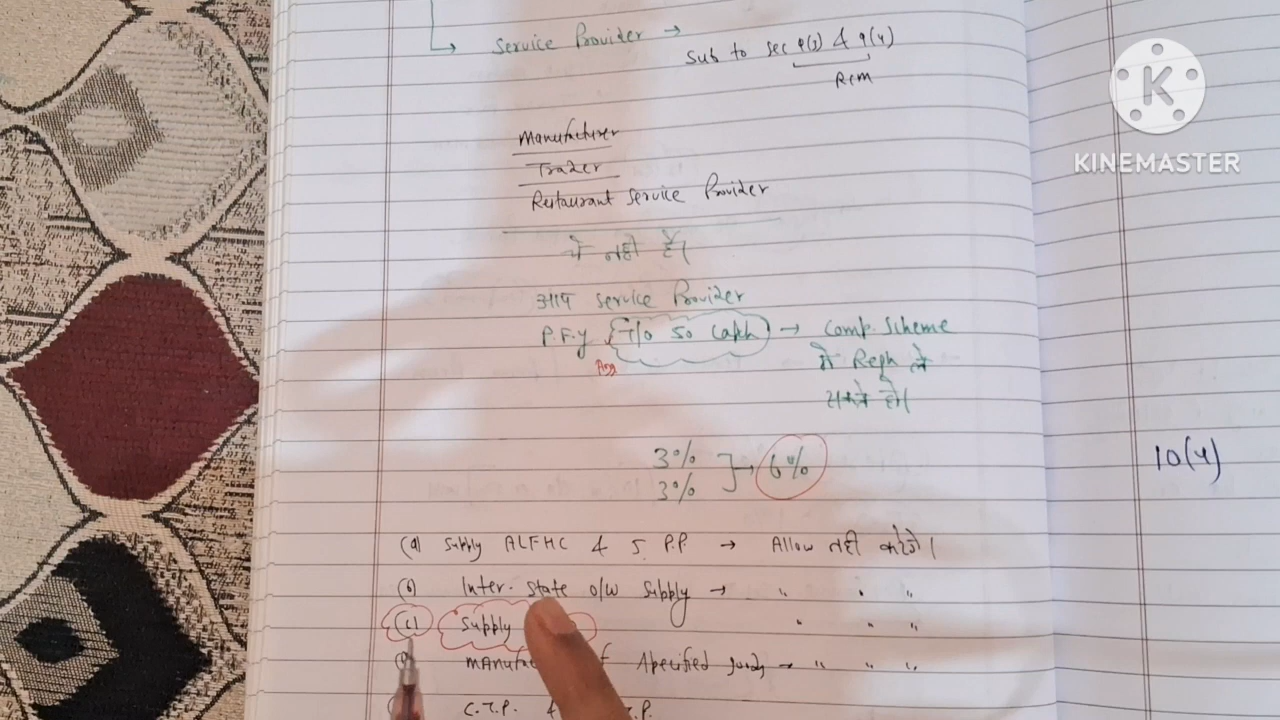 Service Provider →
Sub to sec 9(3) & 9(4)
RCM
Manufacturer
Trader
Restaurant Service Provider
ये नही है।
आप Service Provider
P.F.Y T/O 50 Lakh → Comp. Scheme
Agg
मे Regn ले
सकते हो।
3%
3%
→ 6%
10(4)
(a) Supply ALFHC & S. P.P → Allow नही करेगे।
(b) Inter-State o/w Supply → " " "
(c) Supply " " "
of Specified goods → " " "
C.T.P. &
K
KINEMASTER